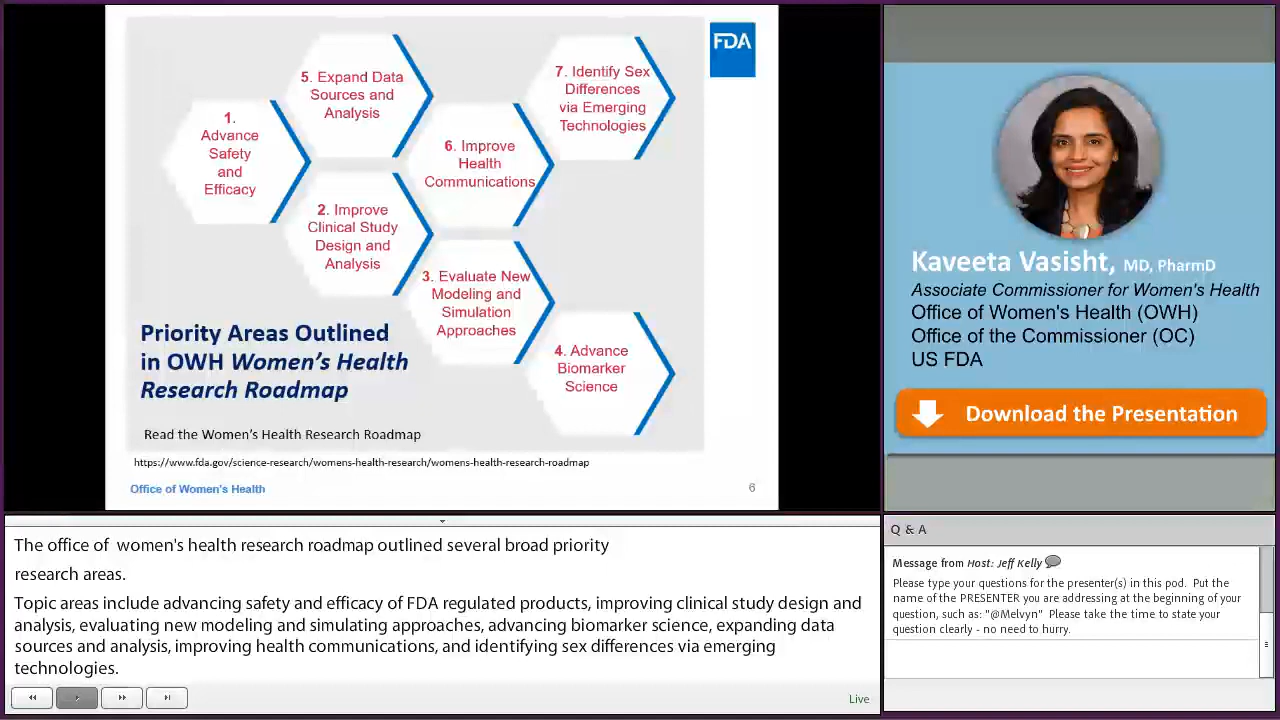 FDA
1.
Advance
Safety
and
Efficacy
2. Improve
Clinical Study
Design and
Analysis
3. Evaluate New
Modeling and
Simulation
Approaches
4. Advance
Biomarker
Science
5. Expand Data
Sources and
Analysis
6. Improve
Health
Communications
7. Identify Sex
Differences
via Emerging
Technologies
Priority Areas Outlined
in OWH Women's Health
Research Roadmap
Read the Women's Health Research Roadmap
https://www.fda.gov/science-research/womens-health-research/womens-health-research-roadmap
Office of Women's Health
6
Kaveeta Vasisht, MD, PharmD
Associate Commissioner for Women's Health
Office of Women's Health (OWH)
Office of the Commissioner (OC)
US FDA
Download the Presentation
The office of women's health research roadmap outlined several broad priority
research areas.
Topic areas include advancing safety and efficacy of FDA regulated products, improving clinical study design and
analysis, evaluating new modeling and simulating approaches, advancing biomarker science, expanding data
sources and analysis, improving health communications, and identifying sex differences via emerging
technologies.
Live
Q & A
Message from Host: Jeff Kelly
Please type your questions for the presenter(s) in this pod. Put the
name of the PRESENTER you are addressing at the beginning of your
question, such as: "@Melvyn" Please take the time to state your
question clearly - no need to hurry.